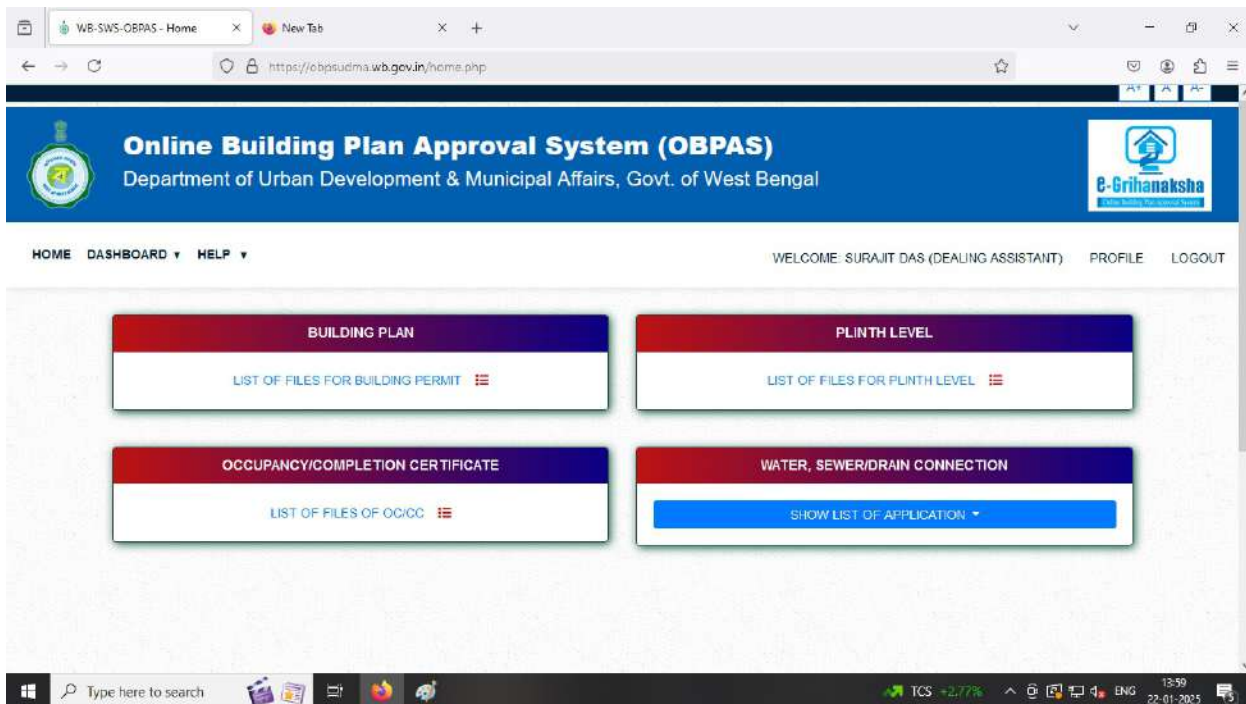 WB-SWS-OBPAS - Home
New Tab
https://obpsudma.wb.gov.in/home.php
A+ A A-
Online Building Plan Approval System (OBPAS)
Department of Urban Development & Municipal Affairs, Govt. of West Bengal
e-Grihanaksha
HOME DASHBOARD HELP
WELCOME: SURAJIT DAS (DEALING ASSISTANT) PROFILE LOGOUT
BUILDING PLAN
LIST OF FILES FOR BUILDING PERMIT
PLINTH LEVEL
LIST OF FILES FOR PLINTH LEVEL
OCCUPANCY/COMPLETION CERTIFICATE
LIST OF FILES OF OC/CC
WATER, SEWER/DRAIN CONNECTION
SHOW LIST OF APPLICATION
Type here to search
TCS +2.77%
ENG
13:59
22-01-2025